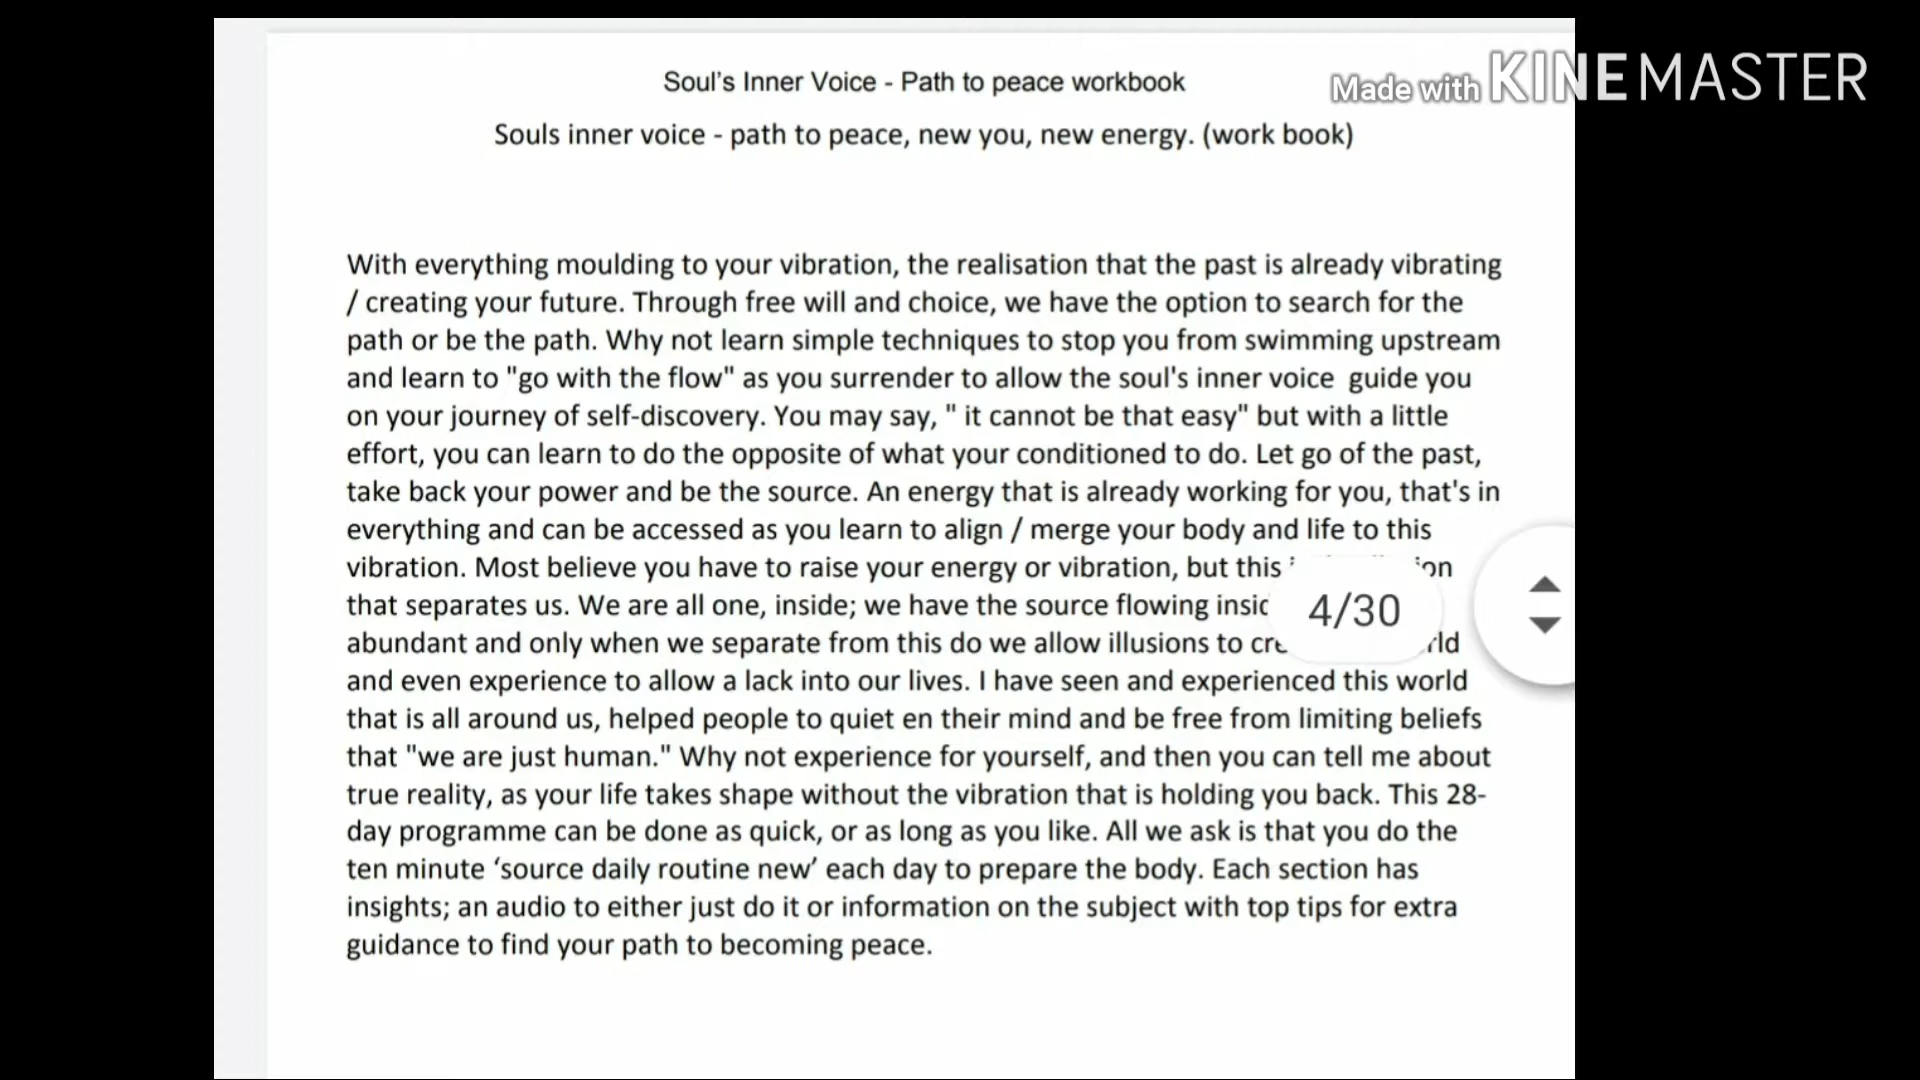 Soul's Inner Voice - Path to peace workbook
Made with KINEMASTER
Souls inner voice - path to peace, new you, new energy. (work book)
With everything moulding to your vibration, the realisation that the past is already vibrating
/ creating your future. Through free will and choice, we have the option to search for the
path or be the path. Why not learn simple techniques to stop you from swimming upstream
and learn to "go with the flow" as you surrender to allow the soul's inner voice  guide you
on your journey of self-discovery. You may say, " it cannot be that easy" but with a little
effort, you can learn to do the opposite of what your conditioned to do. Let go of the past,
take back your power and be the source. An energy that is already working for you, that's in
everything and can be accessed as you learn to align / merge your body and life to this
vibration. Most believe you have to raise your energy or vibration, but this
that separates us. We are all one, inside; we have the source flowing
4/30
abundant and only when we separate from this do we allow illusions to
and even experience to allow a lack into our lives. I have seen and experienced this world
that is all around us, helped people to quiet en their mind and be free from limiting beliefs
that "we are just human." Why not experience for yourself, and then you can tell me about
true reality, as your life takes shape without the vibration that is holding you back. This 28-
day programme can be done as quick, or as long as you like. All we ask is that you do the
ten minute ‘source daily routine new’ each day to prepare the body. Each section has
insights; an audio to either just do it or information on the subject with top tips for extra
guidance to find your path to becoming peace.